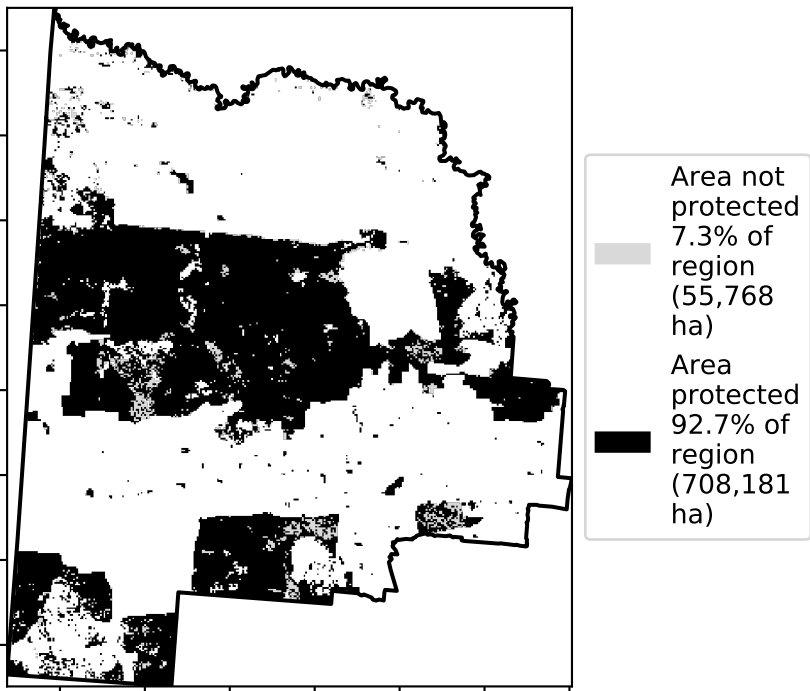 Area not
protected
7.3% of
region
(55,768
ha)
Area
protected
92.7% of
region
(708,181
ha)